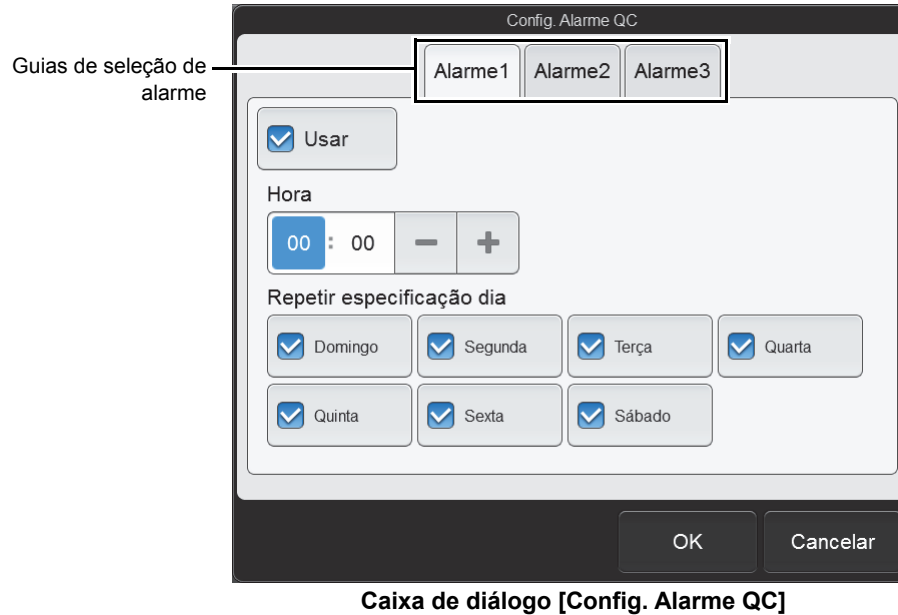 Config. Alarme QC
Guias de seleção de
alarme
Alarme1 Alarme2 Alarme3
Usar
Hora
00 : 00
Repetir especificação dia
Domingo Segunda Terça Quarta
Quinta Sexta Sábado
OK Cancelar
Caixa de diálogo [Config. Alarme QC]